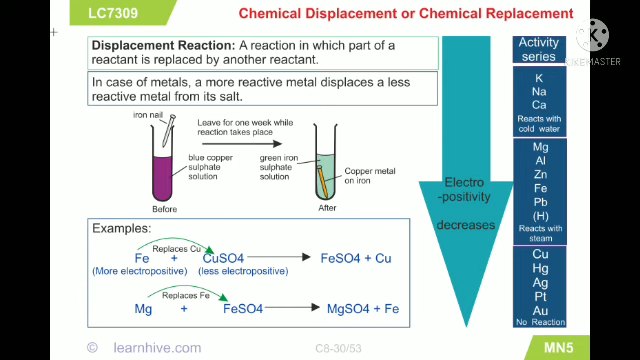 LC7309
Chemical Displacement or Chemical Replacement
Displacement Reaction: A reaction in which part of a
reactant is replaced by another reactant.
In case of metals, a more reactive metal displaces a less
reactive metal from its salt.
iron nail
Leave for one week while
reaction takes place
blue copper
sulphate
solution
Before
green iron
sulphate
solution
Copper metal
on iron
After
Examples:
Replaces Cu
Fe + CuSO4 FeSO4 + Cu
(More electropositive) (less electropositive)
Replaces Fe
Mg + FeSO4 MgSO4 + Fe
Electro
-positivity
decreases
Activity
series
K
Na
Ca
Reacts with
cold water
Mg
Al
Zn
Fe
Pb
(H)
Reacts with
steam
Cu
Hg
Ag
Pt
Au
No Reaction
KINEMASTER
© learnhive.com
C8-30/53
MN5